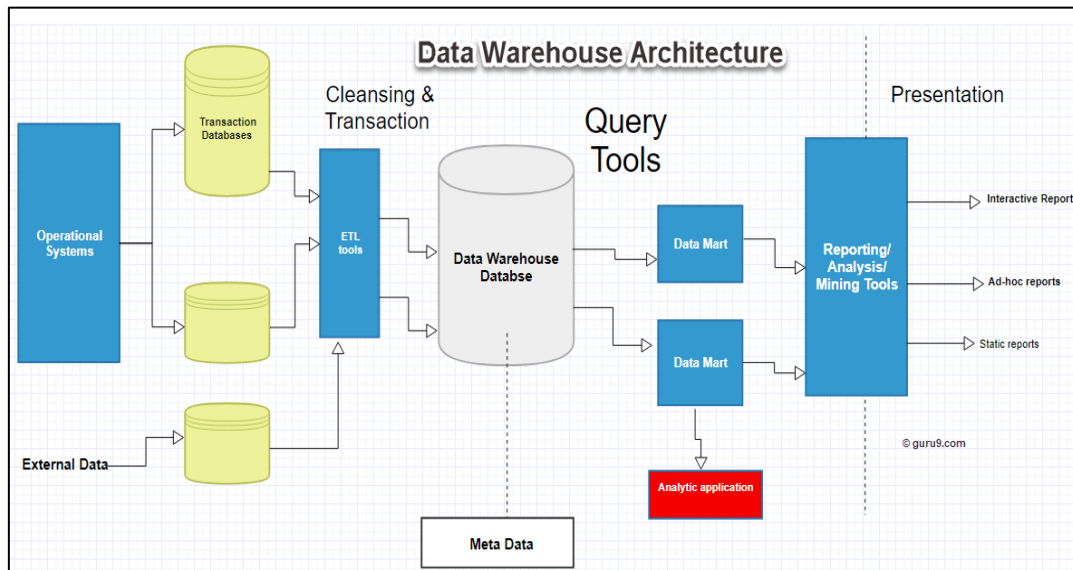 Data Warehouse Architecture
Cleansing &
Transaction
Query
Tools
Presentation
Transaction
Databases
Operational
Systems
ETL
tools
Data Warehouse
Databse
Data Mart
Data Mart
Reporting/
Analysis/
Mining Tools
Interactive Report
Ad-hoc reports
Static reports
External Data
Analytic application
Meta Data
© guru9.com